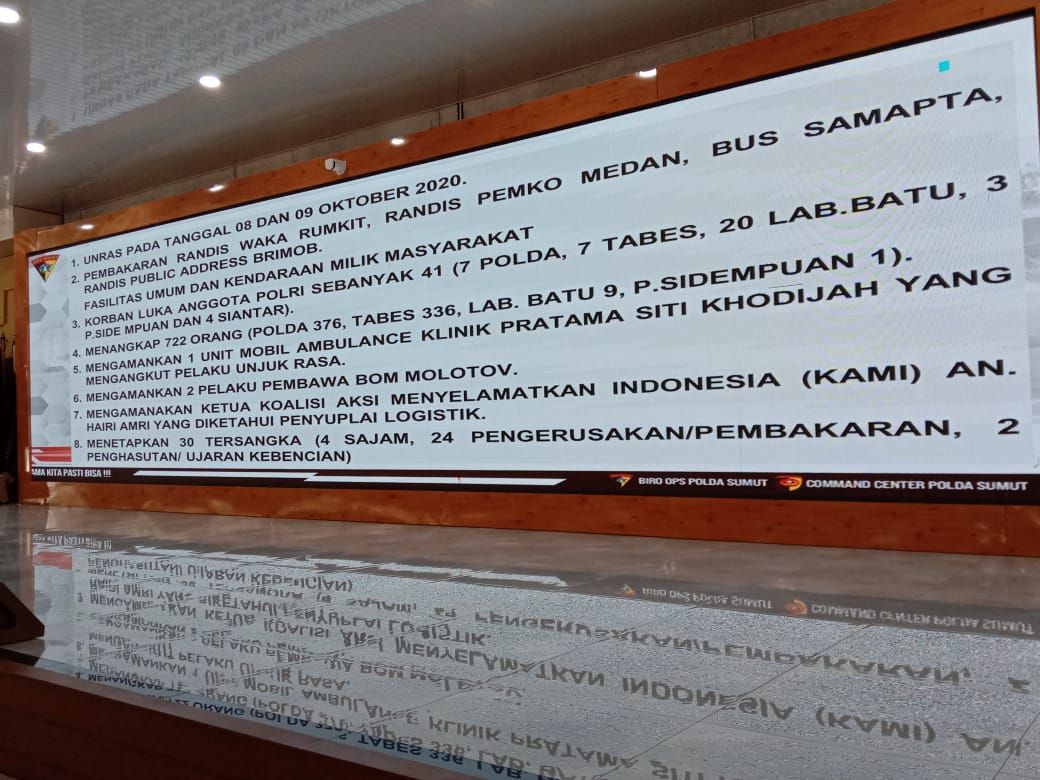 1. UNRAS PADA TANGGAL 08 DAN 09 OKTOBER 2020.
2. PEMBAKARAN RANDIS WAKA RUMKIT, RANDIS PEMKO MEDAN, BUS SAMAPTA,
RANDIS PUBLIC ADDRESS BRIMOB.
FASILITAS UMUM DAN KENDARAAN MILIK MASYARAKAT
3. KORBAN LUKA ANGGOTA POLRI SEBANYAK 41 (7 POLDA, 7 TABES, 20 LAB.BATU, 3
P.SIDE MPUAN DAN 4 SIANTAR).
4. MENANGKAP 722 ORANG (POLDA 376, TABES 336, LAB. BATU 9, P.SIDEMPUAN 1).
5. MENGAMANKAN 1 UNIT MOBIL AMBULANCE KLINIK PRATAMA SITI KHODIJAH YANG
MENGANGKUT PELAKU UNJUK RASA.
6. MENGAMANKAN 2 PELAKU PEMBAWA BOM MOLOTOV.
7. MENGAMANAKAN KETUA KOALISI AKSI MENYELAMATKAN INDONESIA (KAMI) AN.
HAIRI AMRI YANG DIKETAHUI PENYUPLAI LOGISTIK.
8. MENETAPKAN 30 TERSANGKA (4 SAJAM, 24 PENGERUSAKAN/PEMBAKARAN, 2
PENGHASUTAN/ UJARAN KEBENCIAN)
AMA KITA PASTI BISA !!! BIRO OPS POLDA SUMUT COMMAND CENTER POLDA SUMUT